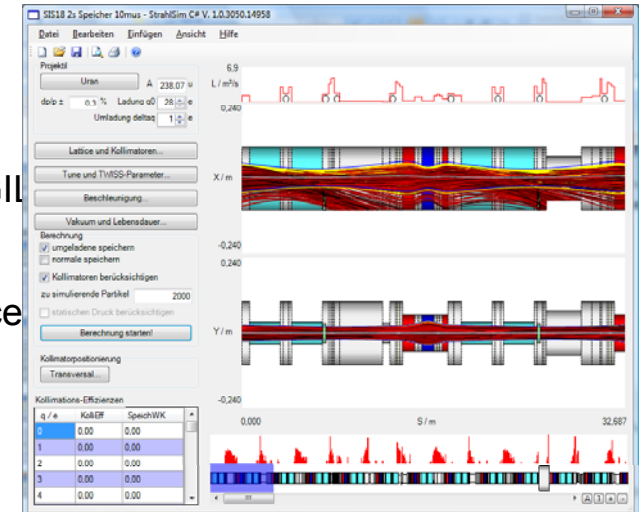 SIS18 2s Speicher 10mus - StrahlSim C# V. 1.0.3050.14958
Datei Bearbeiten Einfügen Ansicht Hilfe
Projektil
Uran A 238.07 u
dp/p ± 0.3 % Ladung q0 28 e
Umladung deltaq 1 e
Lattice und Kollimatoren...
Tune und TWISS-Parameter...
Beschleunigung...
Vakuum und Lebensdauer...
Berechnung
umgeladene speichern
normale speichern
Kollimatoren berücksichtigen
zu simulierende Partikel 2000
statischen Druck berücksichtigen
Berechnung starten!
Kollimatorpositionierung
Transversal...
Kollimations-Effizienzen
q / e KolliEff SpeichWK
0 0.00 0.00
1 0.00 0.00
2 0.00 0.00
3 0.00 0.00
4 0.00 0.00
6,9
L / m³/s
0,240
X / m
-0,240
0.240
Y / m
-0,240
0.000 S / m 32,687
A 1 + -
ce